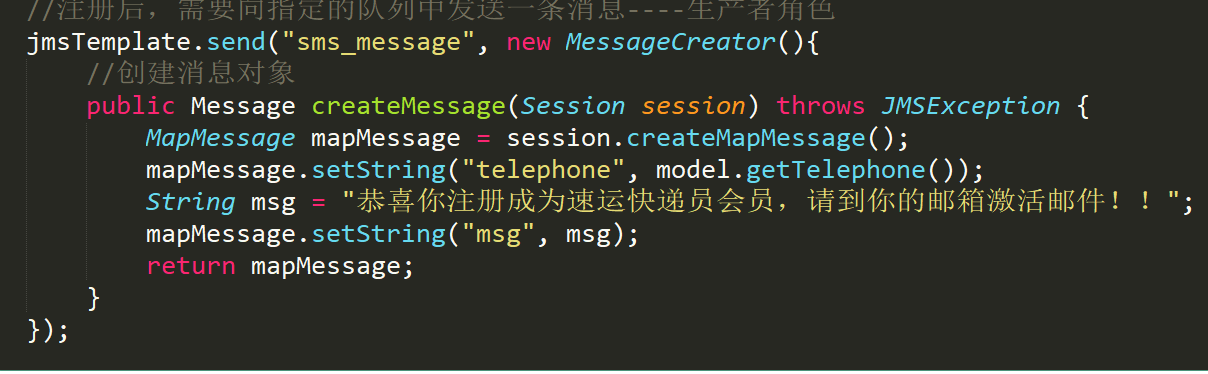 //注册后，需要向指定的队列中发送一条消息----生产者角色
jmsTemplate.send("sms_message", new MessageCreator(){
//创建消息对象
public Message createMessage(Session session) throws JMSException {
MapMessage mapMessage = session.createMapMessage();
mapMessage.setString("telephone", model.getTelephone());
String msg = "恭喜你注册成为速运快递员会员，请到你的邮箱激活邮件！！";
mapMessage.setString("msg", msg);
return mapMessage;
}
});